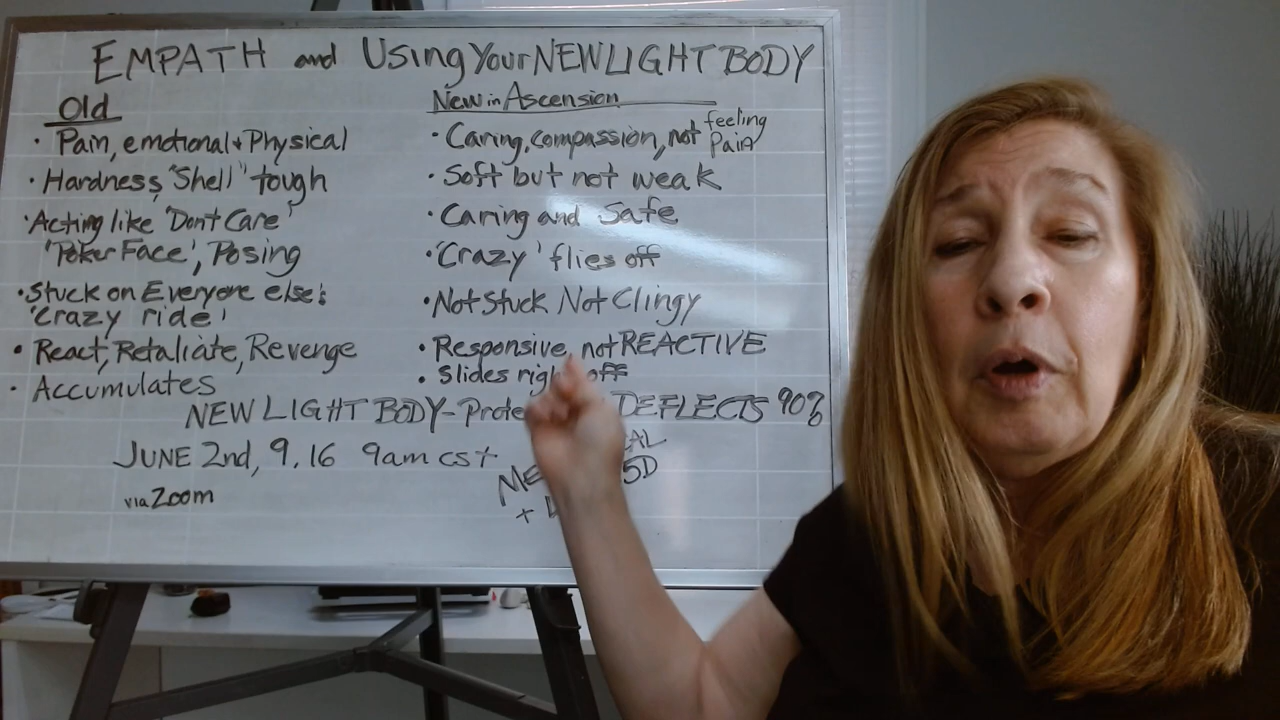 EMPATH and Using Your NEW LIGHT BODY
Old
• Pain, emotional + Physical
• Hardness, "Shell" tough
• Acting like 'Dont Care'
'Poker Face', Posing
• Stuck on Everyone else's
'Crazy ride'
• React, Retaliate, Revenge
• Accumulates
New in Ascension
• Caring, compassion, not feeling Pain
• Soft but not weak
• Caring and Safe
• 'Crazy' flies off
• Not Stuck Not Clingy
• Responsive, not REACTIVE
• Slides off
NEW LIGHT BODY - DEFLECTS 90%
JUNE 2nd, 9, 16 9am cst
via Zoom
5D
+